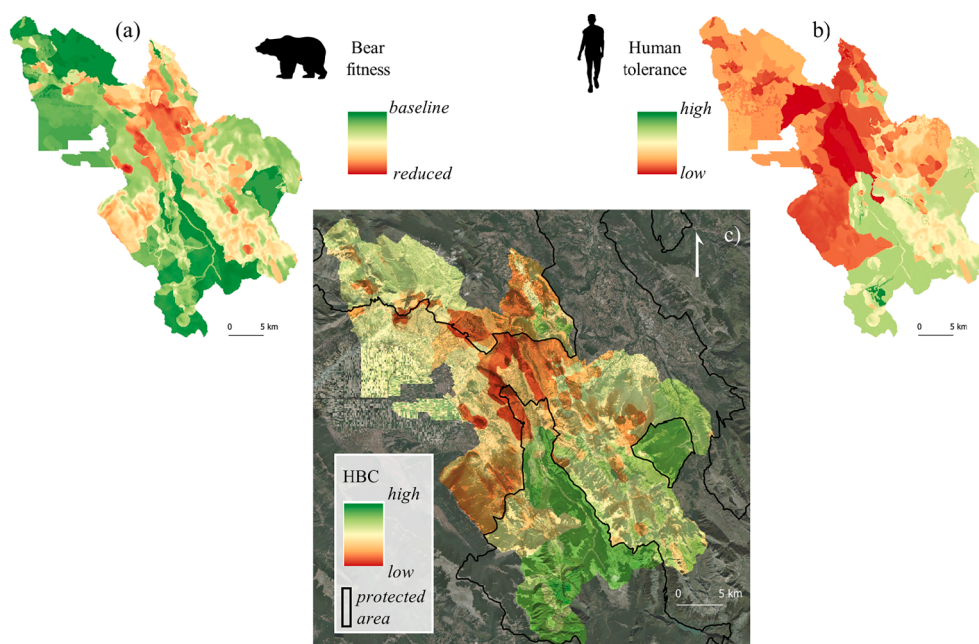 (a)
Bear
fitness
baseline
reduced
0 5 km
Human
tolerance
high
low
b)
0 5 km
c)
HBC
high
low
protected
area
0 5 km